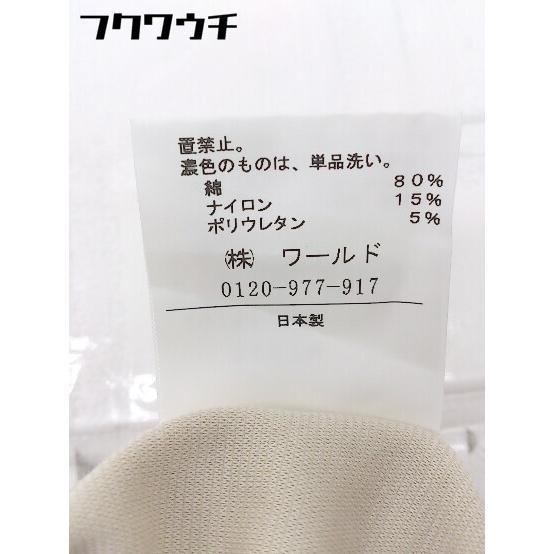 フクワウチ
置禁止。
濃色のものは、単品洗い。
綿 80%
ナイロン 15%
ポリウレタン 5%
㈱ ワールド
0120-977-917
日本製